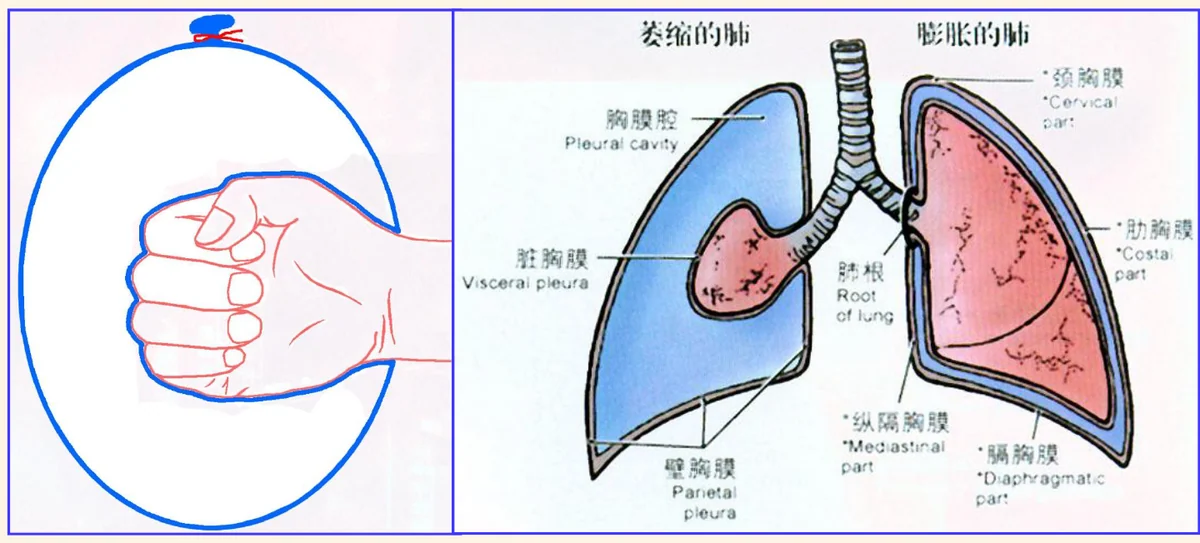 萎缩的肺
膨胀的肺
胸膜腔
Pleural cavity
脏胸膜
Visceral pleura
壁胸膜
Parietal
pleura
肺根
Root
of lung
*颈胸膜
*Cervical
part
*肋胸膜
*Costal
part
*纵隔胸膜
*Mediastinal
part
*膈胸膜
*Diaphragmatic
part